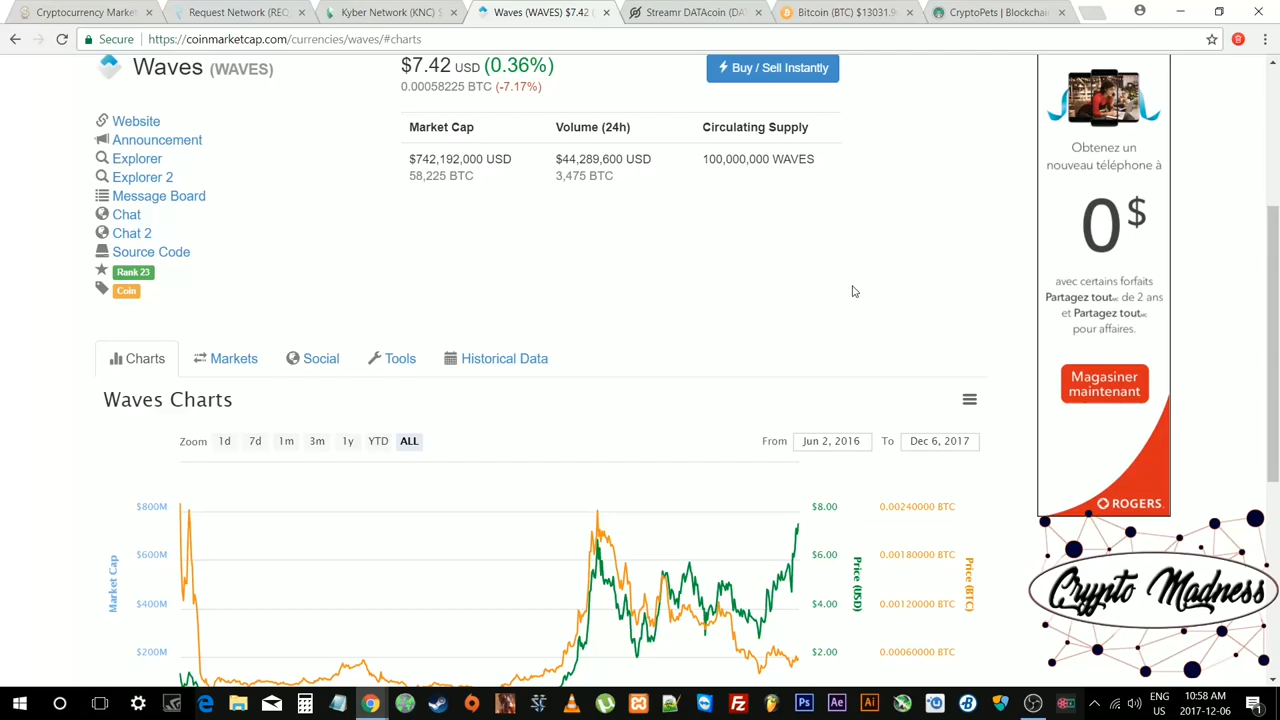 Cryptocurrency Market
Request Network (REQ
Kyber Network (KNC) $
Waves (WAVES) $7.42
Streamr DATAcoin (DA
Bitcoin (BTC) $13031.9
CryptoPets | Blockchain
Secure
https://coinmarketcap.com/currencies/waves/#charts
Waves (WAVES)
$7.42 USD (0.36%)
0.00058225 BTC (-7.17%)
Buy / Sell Instantly
Website
Announcement
Explorer
Explorer 2
Message Board
Chat
Chat 2
Source Code
Rank 23
Coin
Market Cap Volume (24h) Circulating Supply
$742,192,000 USD $44,289,600 USD 100,000,000 WAVES
58,225 BTC 3,475 BTC
Obtenez un
nouveau téléphone à
0$
avec certains forfaits
Partagez toutMC de 2 ans
et Partagez toutMC
pour affaires.
Magasiner
maintenant
ROGERS
Charts Markets Social Tools Historical Data
Waves Charts
Zoom 1d 7d 1m 3m 1y YTD ALL From Jun 2, 2016 To Dec 6, 2017
$800M $8.00 0.00240000 BTC
$600M $6.00 0.00180000 BTC
$400M $4.00 0.00120000 BTC
$200M $2.00 0.00060000 BTC
Market Cap
Price (USD)
Price (BTC)
Crypto Madness
Ps Ae Ai
ENG
US
10:58 AM
2017-12-06
1